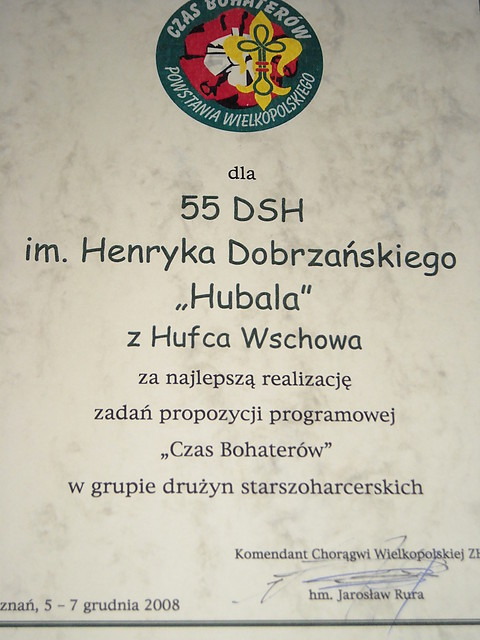 CZAS BOHATERÓW
POWSTANIA WIELKOPOLSKIEGO
dla
55 DSH
im. Henryka Dobrzańskiego
„Hubala”
z Hufca Wschowa
za najlepszą realizację
zadań propozycji programowej
„Czas Bohaterów”
w grupie drużyn starszoharcerskich
Komendant Chorągwi Wielkopolskiej
hm. Jarosław Rura
znań, 5 – 7 grudnia 2008